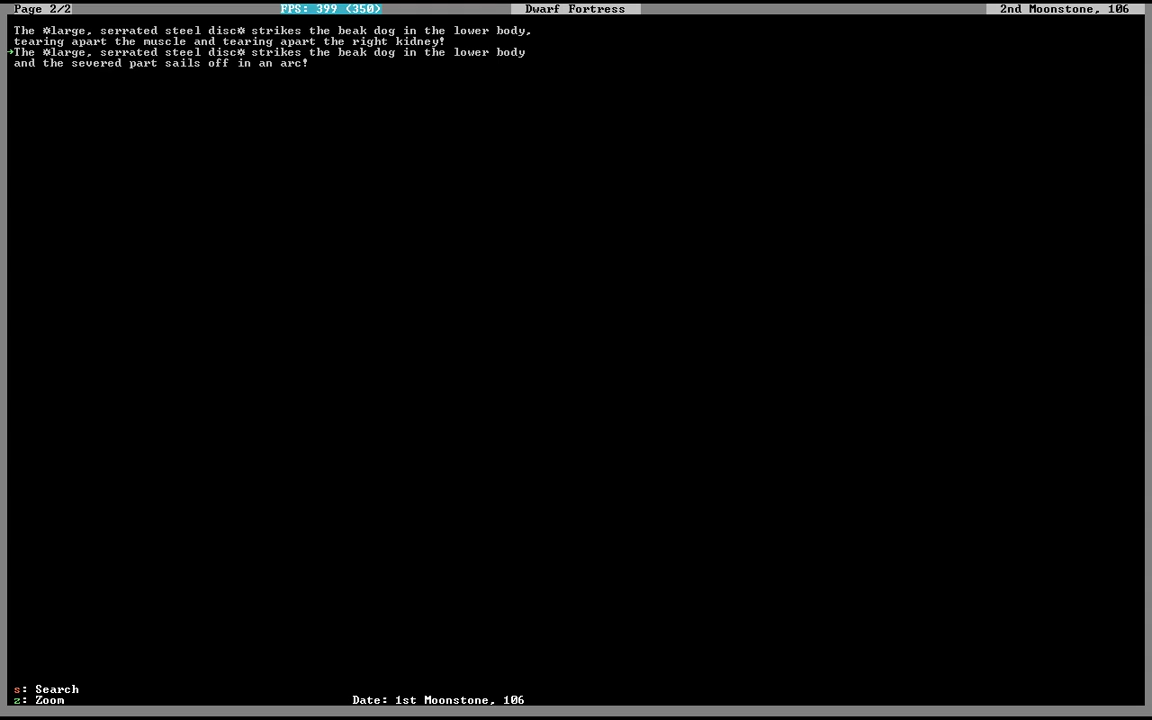 Page 2/2 FPS: 399 (350) Dwarf Fortress 2nd Moonstone, 106
The ☼large, serrated steel disc☼ strikes the beak dog in the lower body,
tearing apart the muscle and tearing apart the right kidney!
→The ☼large, serrated steel disc☼ strikes the beak dog in the lower body
and the severed part sails off in an arc!
s: Search
z: Zoom Date: 1st Moonstone, 106